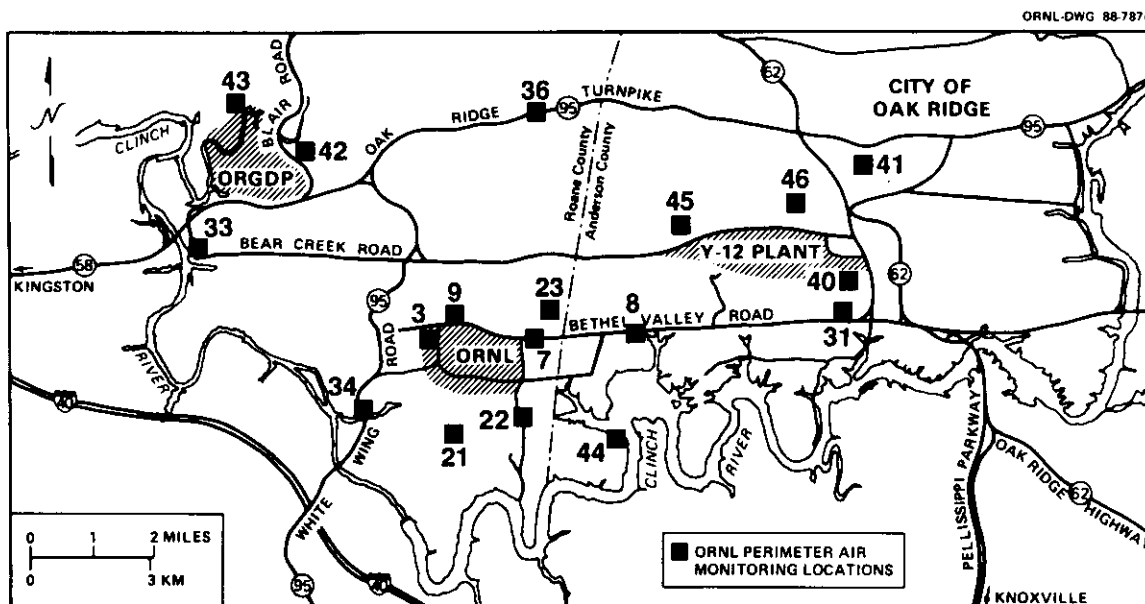 ORNL-DWG 88-787
43
BLAIR ROAD
36
TURNPIKE
62
CITY OF
OAK RIDGE
95
RIDGE
95
CLINCH
N
42
OAK
41
Roane County
Anderson County
ORGDP
46
45
33
BEAR CREEK ROAD
Y-12 PLANT
58
KINGSTON
40
62
95
9
23
8
3
BETHEL VALLEY ROAD
ORNL
7
31
RIVER
ROAD
34
40
22
21
44
WING
CLINCH
RIVER
PELLISSIPPI PARKWAY
OAK RIDGE
HIGHWAY
62
WHITE
0 1 2 MILES
0 3 KM
ORNL PERIMETER AIR
MONITORING LOCATIONS
95
40
KNOXVILLE